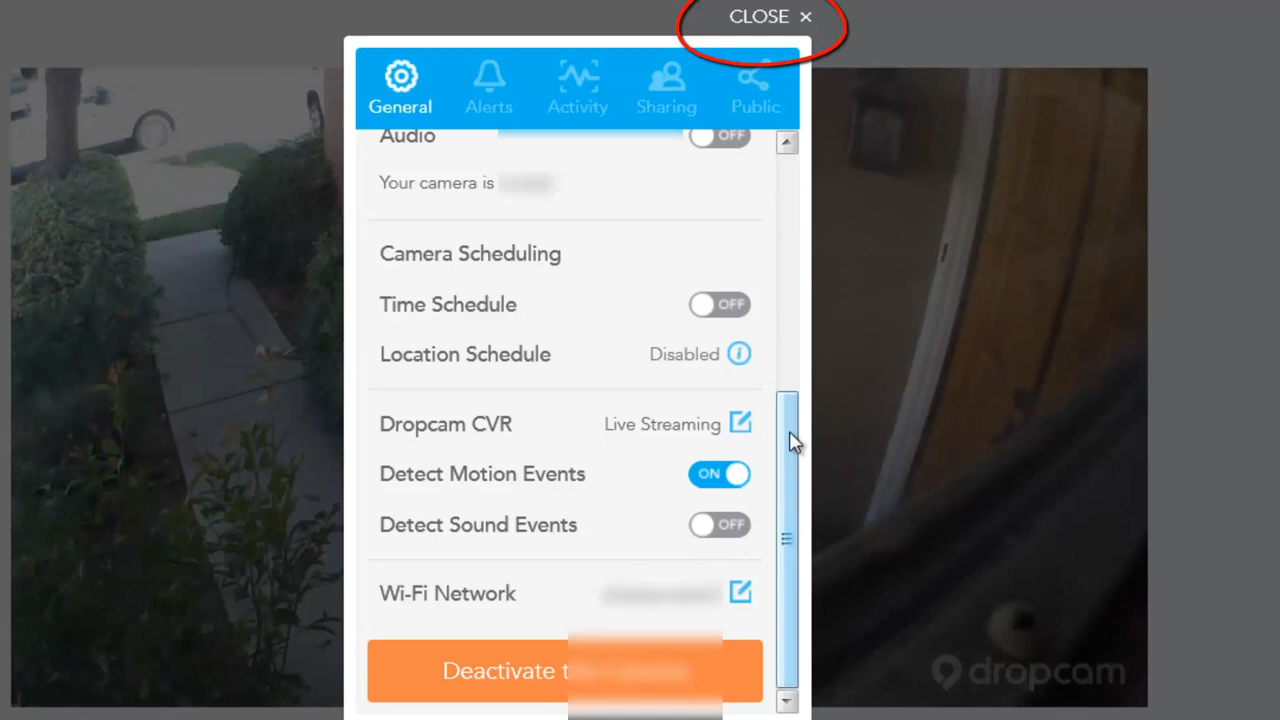 CLOSE ×
General Alerts Activity Sharing Public
Audio OFF
Your camera is
Camera Scheduling
Time Schedule OFF
Location Schedule Disabled i
Dropcam CVR Live Streaming
Detect Motion Events ON
Detect Sound Events OFF
Wi-Fi Network
Deactivate
dropcam